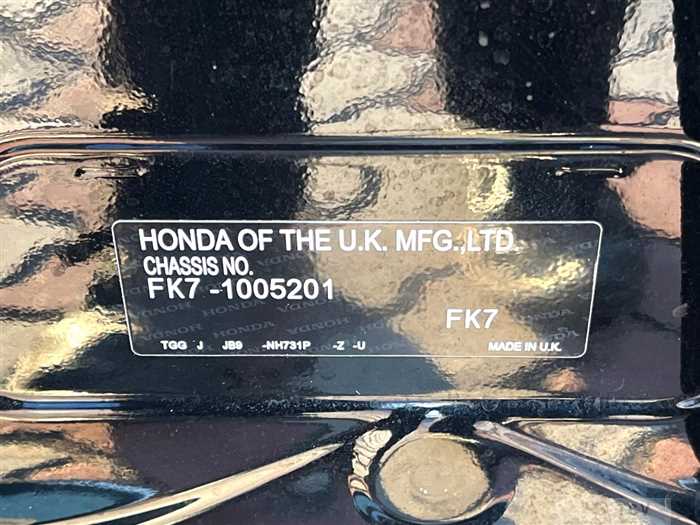 HONDA OF THE U.K. MFG.,LTD.
CHASSIS NO.
FK7 -1005201
FK7
TGG J JB9 -NH731P -Z -U MADE IN U.K.